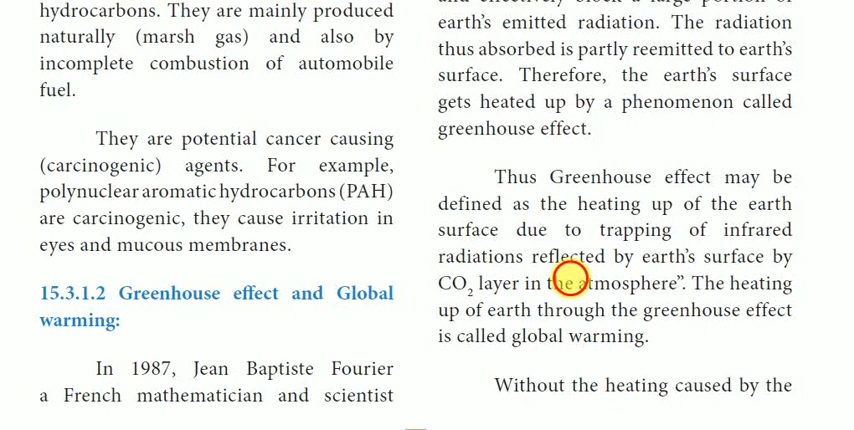 hydrocarbons. They are mainly produced
naturally (marsh gas) and also by
incomplete combustion of automobile
fuel.
They are potential cancer causing
(carcinogenic) agents. For example,
polynuclear aromatic hydrocarbons (PAH)
are carcinogenic, they cause irritation in
eyes and mucous membranes.
15.3.1.2 Greenhouse effect and Global
warming:
In 1987, Jean Baptiste Fourier
a French mathematician and scientist
and effectively block a large portion of
earth’s emitted radiation. The radiation
thus absorbed is partly reemitted to earth’s
surface. Therefore, the earth’s surface
gets heated up by a phenomenon called
greenhouse effect.
Thus Greenhouse effect may be
defined as the heating up of the earth
surface due to trapping of infrared
radiations reflected by earth’s surface by
CO₂ layer in the atmosphere”. The heating
up of earth through the greenhouse effect
is called global warming.
Without the heating caused by the